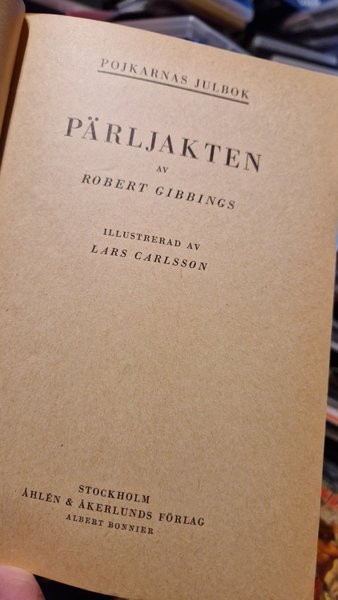 POJKARNAS JULBOK
PÄRLJAKTEN
AV
ROBERT GIBBINGS
ILLUSTRERAD AV
LARS CARLSSON
STOCKHOLM
ÅHLÉN & ÅKERLUNDS FÖRLAG
ALBERT BONNIER